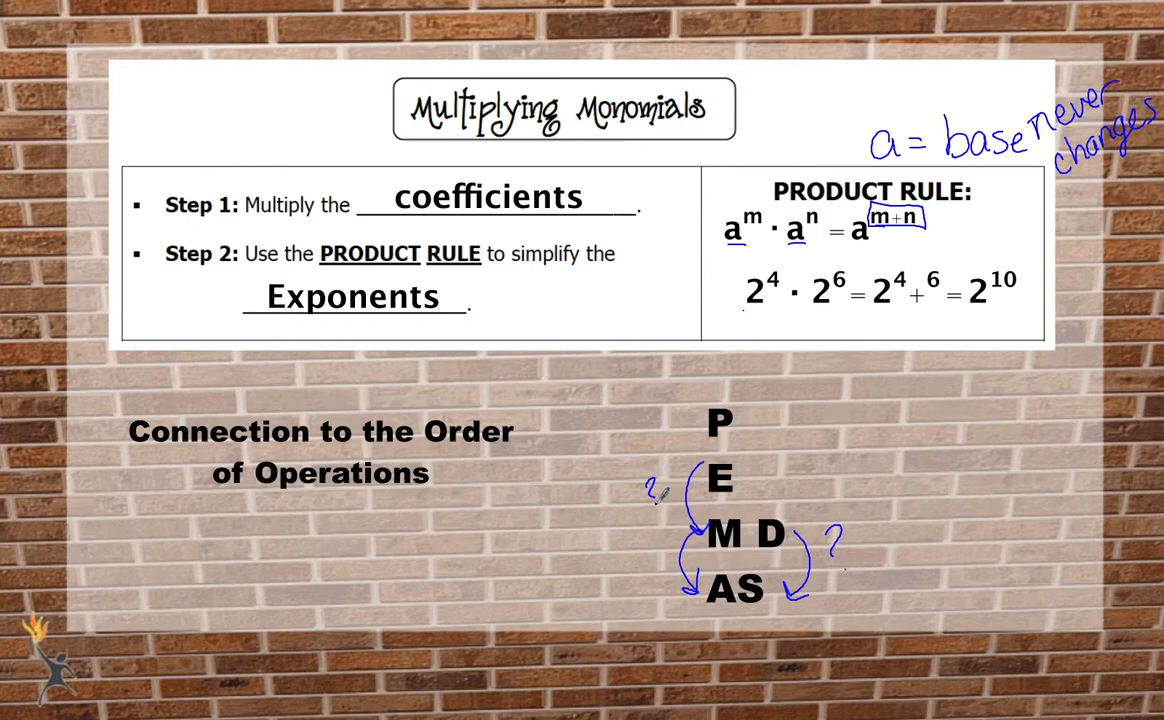 Multiplying Monomials
a = base never changes
▪ Step 1: Multiply the coefficients.
▪ Step 2: Use the PRODUCT RULE to simplify the
Exponents.
PRODUCT RULE:
a^m · a^n = a^(m+n)
2^4 · 2^6 = 2^4 + ^6 = 2^10
Connection to the Order
of Operations
P
? E
M D ?
AS